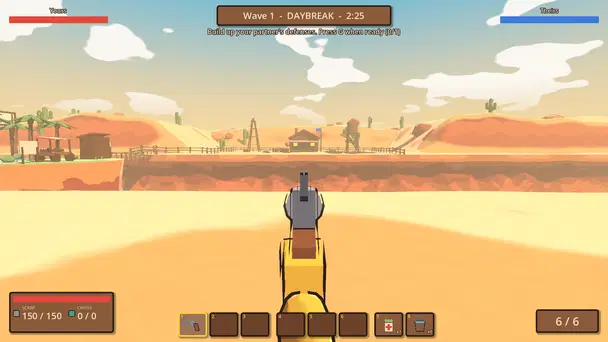 Yours
Wave 1 - DAYBREAK - 2:25
Theirs
Build up your partner's defenses. Press G when ready (0/1)
SCRAP
150 / 150
0 / 0
6 / 6